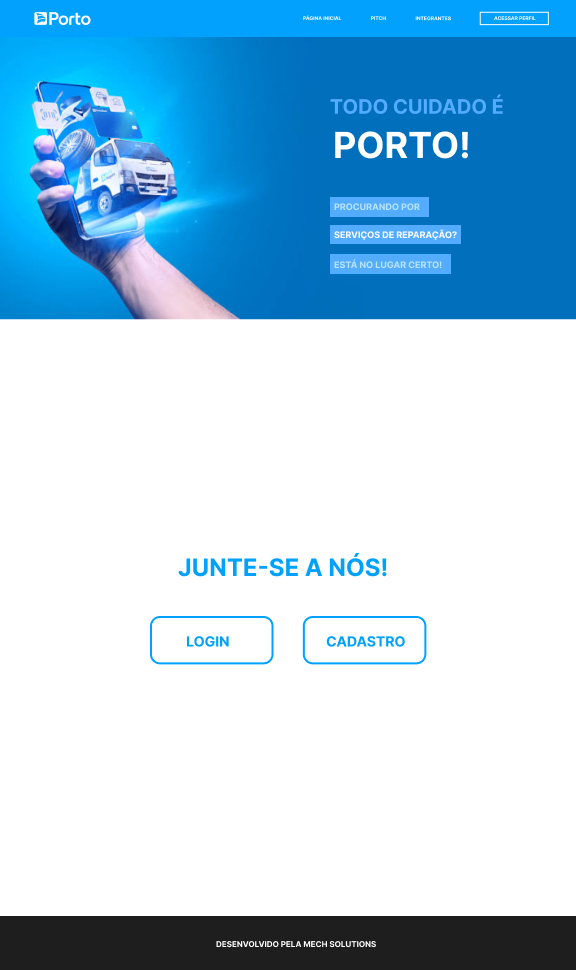 Porto
PÁGINA INICIAL
PITCH
INTEGRANTES
ACESSAR PERFIL
TODO CUIDADO É
PORTO!
PROCURANDO POR
SERVIÇOS DE REPARAÇÃO?
ESTÁ NO LUGAR CERTO!
JUNTE-SE A NÓS!
LOGIN
CADASTRO
DESENVOLVIDO PELA MECH SOLUTIONS